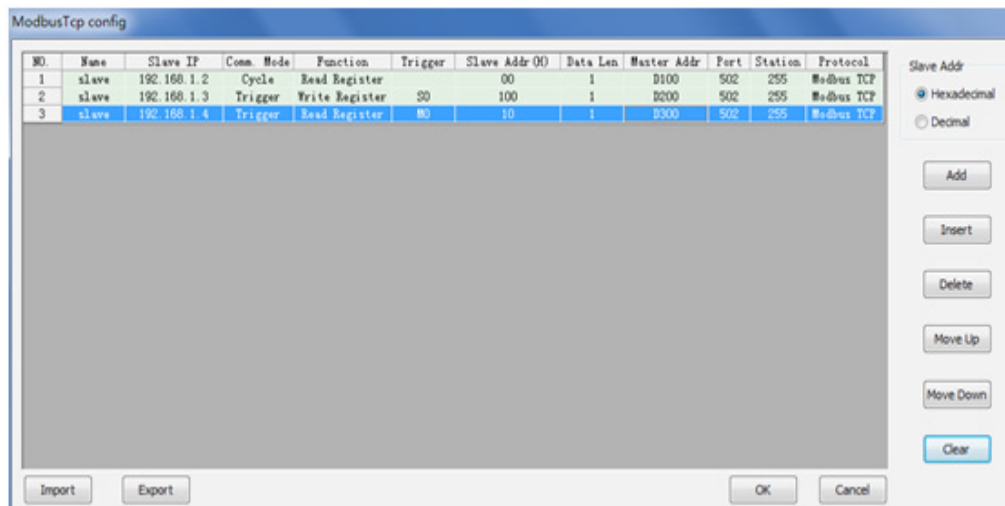 ModbusTcp config
NO. Name Slave IP Comm. Mode Function Trigger Slave Addr(H) Data Len Master Addr Port Station Protocol
1 slave 192.168.1.2 Cycle Read Register 00 1 D100 502 255 Modbus TCP
2 slave 192.168.1.3 Trigger Write Register S0 100 1 D200 502 255 Modbus TCP
3 slave 192.168.1.4 Trigger Read Register M0 10 1 D300 502 255 Modbus TCP
Slave Addr
Hexadecimal
Decimal
Add
Insert
Delete
Move Up
Move Down
Clear
Import Export OK Cancel